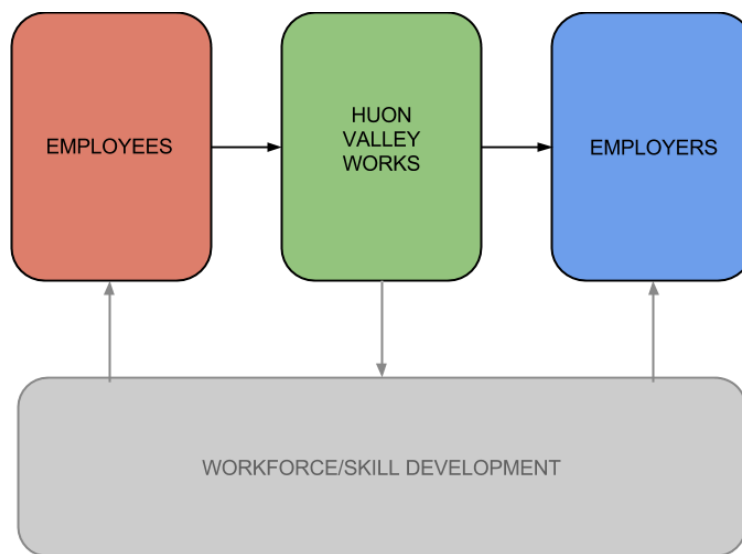 EMPLOYEES
HUON
VALLEY
WORKS
EMPLOYERS
WORKFORCE/SKILL DEVELOPMENT